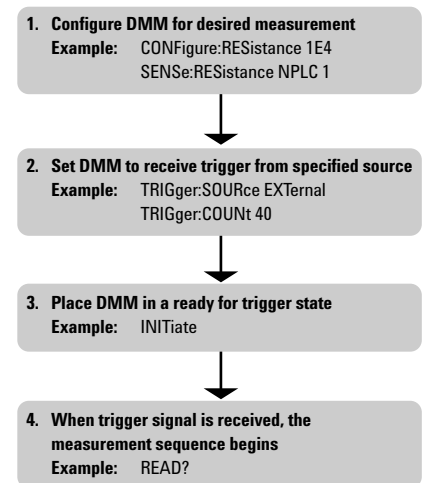 1. Configure DMM for desired measurement
Example: CONFigure:RESistance 1E4
SENSe:RESistance NPLC 1
2. Set DMM to receive trigger from specified source
Example: TRIGger:SOURce EXTernal
TRIGger:COUNt 40
3. Place DMM in a ready for trigger state
Example: INITiate
4. When trigger signal is received, the
measurement sequence begins
Example: READ?